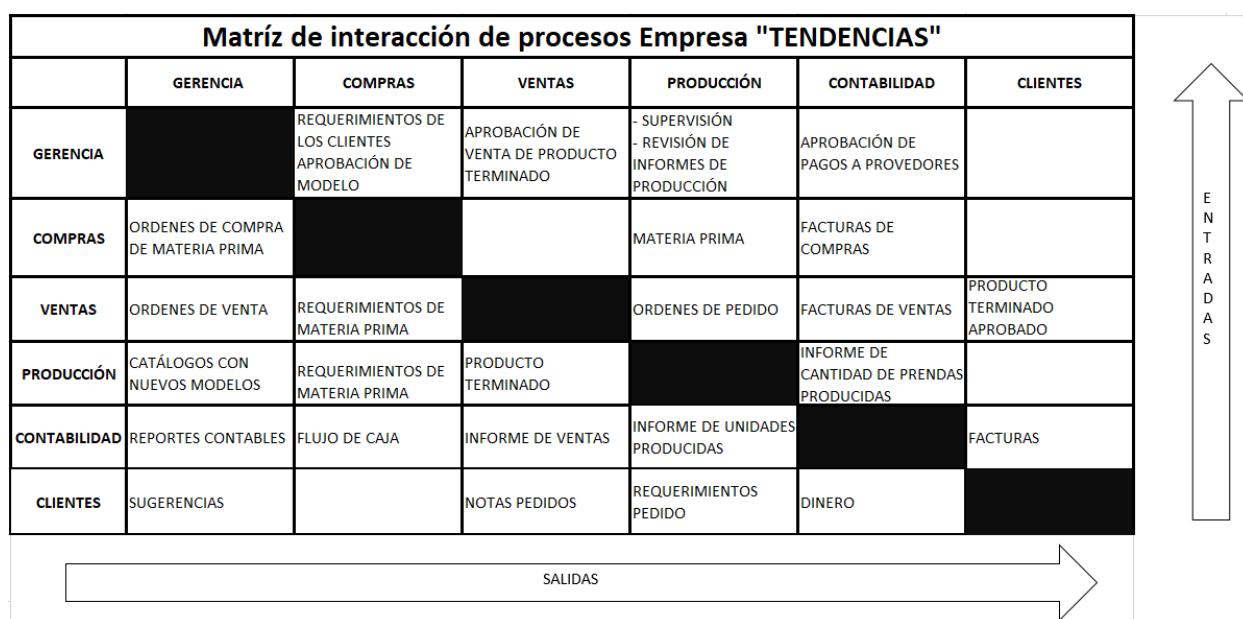 Matríz de interacción de procesos Empresa "TENDENCIAS"
GERENCIA COMPRAS VENTAS PRODUCCIÓN CONTABILIDAD CLIENTES
GERENCIA
REQUERIMIENTOS DE
LOS CLIENTES
APROBACIÓN DE
MODELO
APROBACIÓN DE
VENTA DE PRODUCTO
TERMINADO
- SUPERVISIÓN
- REVISIÓN DE
INFORMES DE
PRODUCCIÓN
APROBACIÓN DE
PAGOS A PROVEDORES
COMPRAS
ORDENES DE COMPRA
DE MATERIA PRIMA
MATERIA PRIMA
FACTURAS DE
COMPRAS
VENTAS
ORDENES DE VENTA
REQUERIMIENTOS DE
MATERIA PRIMA
ORDENES DE PEDIDO
FACTURAS DE VENTAS
PRODUCTO
TERMINADO
APROBADO
PRODUCCIÓN
CATÁLOGOS CON
NUEVOS MODELOS
REQUERIMIENTOS DE
MATERIA PRIMA
PRODUCTO
TERMINADO
INFORME DE
CANTIDAD DE PRENDAS
PRODUCIDAS
CONTABILIDAD
REPORTES CONTABLES
FLUJO DE CAJA
INFORME DE VENTAS
INFORME DE UNIDADES
PRODUCIDAS
FACTURAS
CLIENTES
SUGERENCIAS
NOTAS PEDIDOS
REQUERIMIENTOS
PEDIDO
DINERO
ENTRADAS
SALIDAS